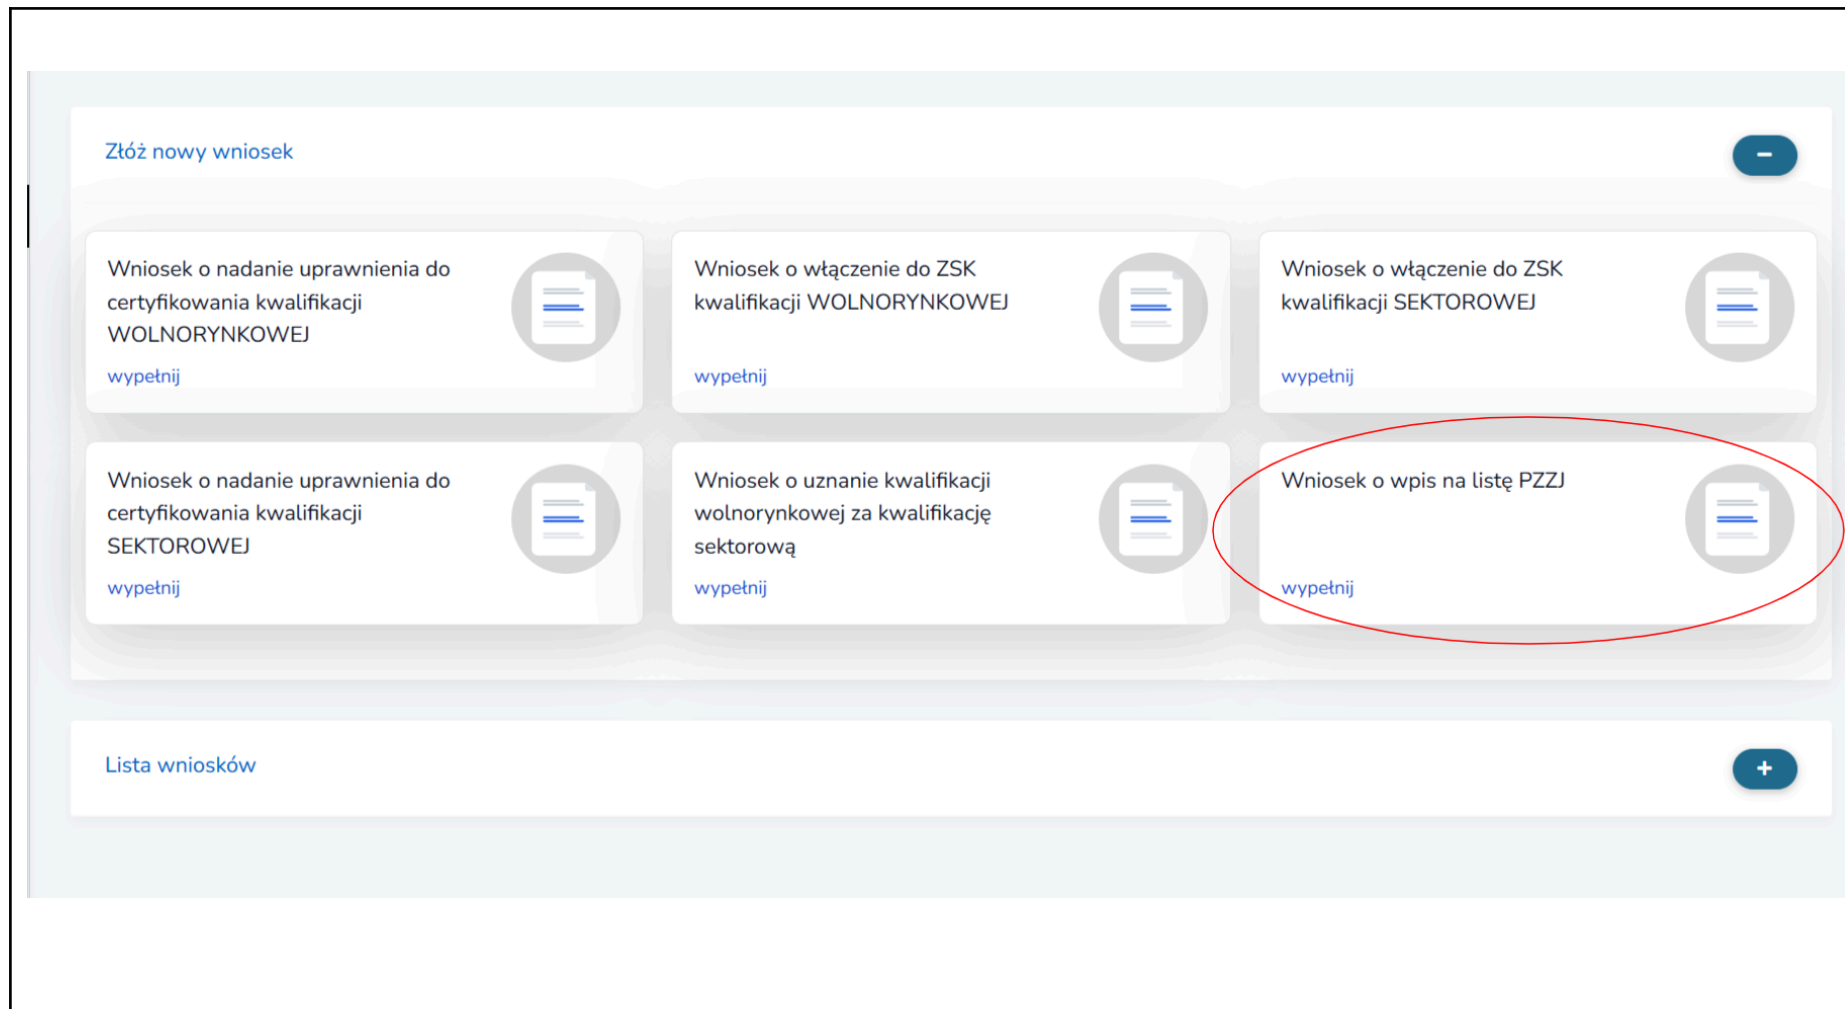 Złóż nowy wniosek
Wniosek o nadanie uprawnienia do
certyfikowania kwalifikacji
WOLNORYNKOWEJ
wypełnij
Wniosek o włączenie do ZSK
kwalifikacji WOLNORYNKOWEJ
wypełnij
Wniosek o włączenie do ZSK
kwalifikacji SEKTOROWEJ
wypełnij
Wniosek o nadanie uprawnienia do
certyfikowania kwalifikacji
SEKTOROWEJ
wypełnij
Wniosek o uznanie kwalifikacji
wolnorynkowej za kwalifikację
sektorową
wypełnij
Wniosek o wpis na listę PZZJ
wypełnij
Lista wniosków